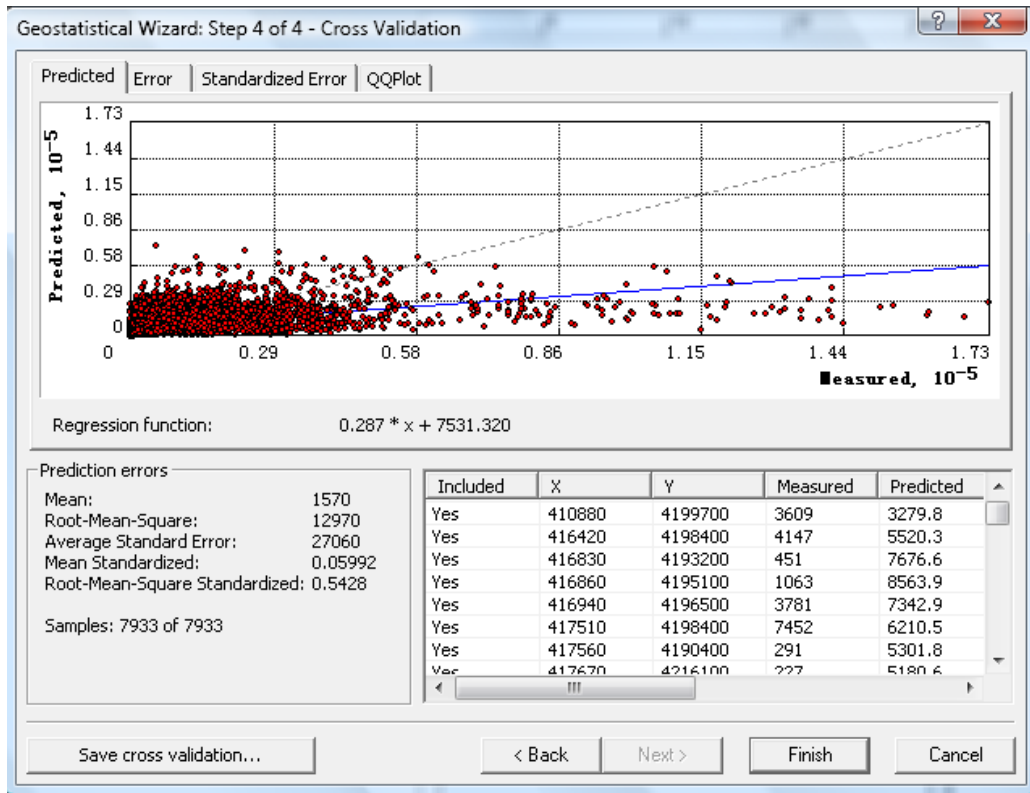 Geostatistical Wizard: Step 4 of 4 - Cross Validation
Predicted Error Standardized Error QQPlot
Predicted, 10⁻⁵
1.73
1.44
1.15
0.86
0.58
0.29
0
0 0.29 0.58 0.86 1.15 1.44 1.73
Measured, 10⁻⁵
Regression function: 0.287 * x + 7531.320
Prediction errors
Mean: 1570
Root-Mean-Square: 12970
Average Standard Error: 27060
Mean Standardized: 0.05992
Root-Mean-Square Standardized: 0.5428
Samples: 7933 of 7933
Included X Y Measured Predicted
Yes 410880 4199700 3609 3279.8
Yes 416420 4198400 4147 5520.3
Yes 416830 4193200 451 7676.6
Yes 416860 4195100 1063 8563.9
Yes 416940 4196500 3781 7342.9
Yes 417510 4198400 7452 6210.5
Yes 417560 4190400 291 5301.8
Yes 417670 4216100 227 5180.6
Save cross validation... < Back Next > Finish Cancel